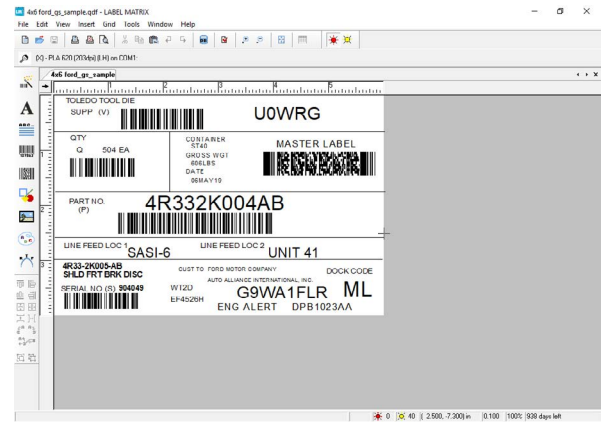 4x6 ford_gs_sample.qdf - LABEL MATRIX
File Edit View Insert Grid Tools Window Help
4x6 ford_gs_sample
TOLEDO TOOL DIE
SUPP (V)
U0WRG
QTY
Q 504 EA
CONTAINER
ST40
GROSS WGT
606LBS
DATE
06MAY10
MASTER LABEL
PART NO.
(P)
4R332K004AB
LINE FEED LOC 1
SASI-6
LINE FEED LOC 2
UNIT 41
4R33-2K005-AB
SHLD FRT BRK DISC
SERIAL NO (S) 904049
CUST TO FORD MOTOR COMPANY
AUTO ALLIANCE INTERNATIONAL, INC.
DOCK CODE
WT2D
EF4526H
G9WA1FLR
ML
ENG ALERT DPB1023AA
0 40 ( 2.500, -7.300) in 0.100 100% 939 days left